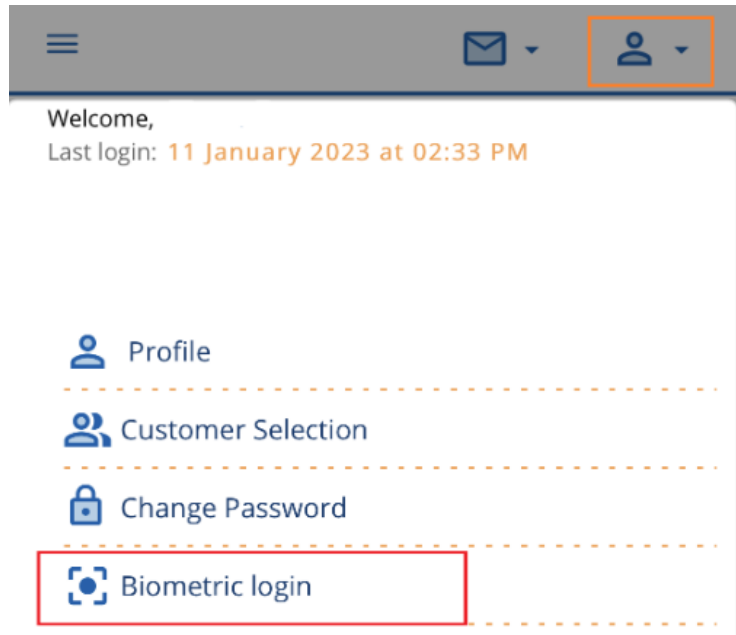 Welcome,
Last login: 11 January 2023 at 02:33 PM
Profile
Customer Selection
Change Password
Biometric login